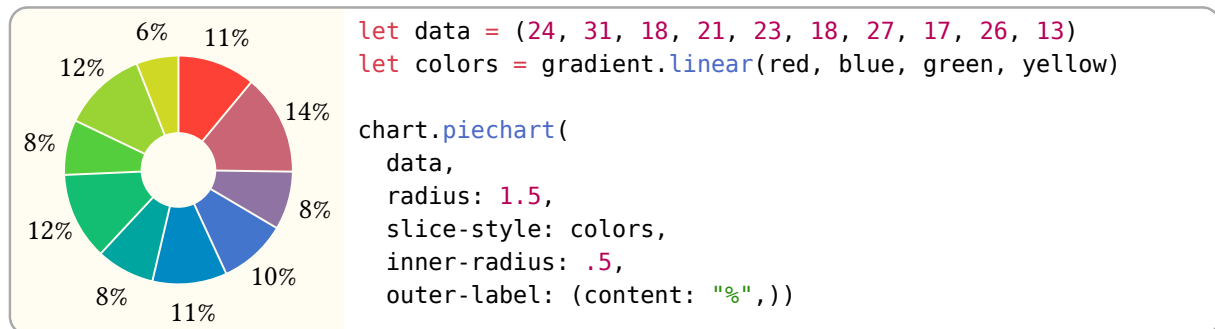 6%
11%
12%
14%
8%
8%
12%
10%
8%
11%
let data = (24, 31, 18, 21, 23, 18, 27, 17, 26, 13)
let colors = gradient.linear(red, blue, green, yellow)
chart.piechart(
data,
radius: 1.5,
slice-style: colors,
inner-radius: .5,
outer-label: (content: "%",))